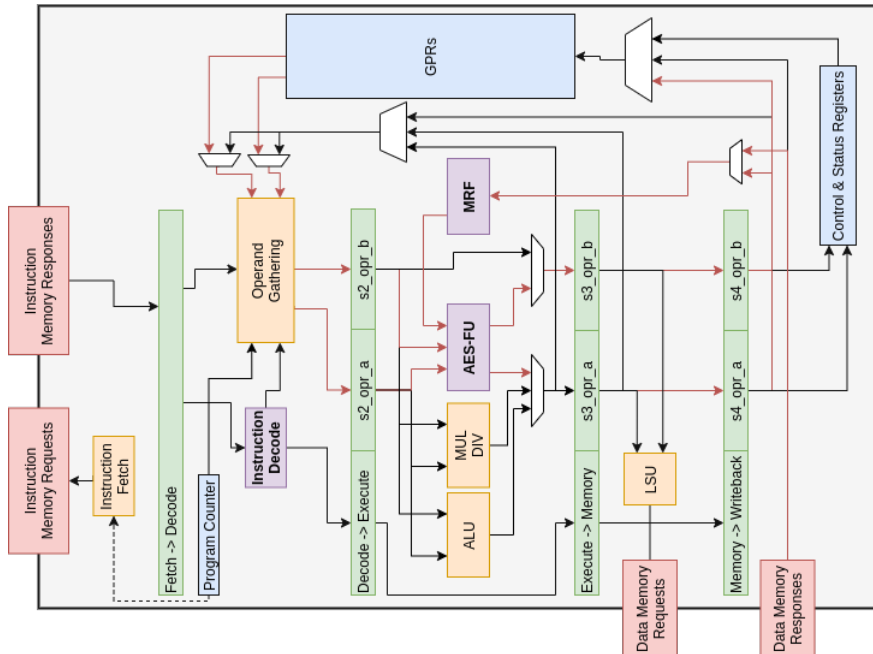 GPRs
Control & Status Registers
Instruction
Memory Responses
Instruction
Memory Requests
Instruction
Fetch
Fetch -> Decode
Program Counter
Operand
Gathering
Instruction
Decode
Decode -> Execute
s2_opr_a
s2_opr_b
MRF
AES-FU
MUL
DIV
ALU
Execute -> Memory
s3_opr_a
s3_opr_b
LSU
Memory -> Writeback
s4_opr_a
s4_opr_b
Data Memory
Requests
Data Memory
Responses